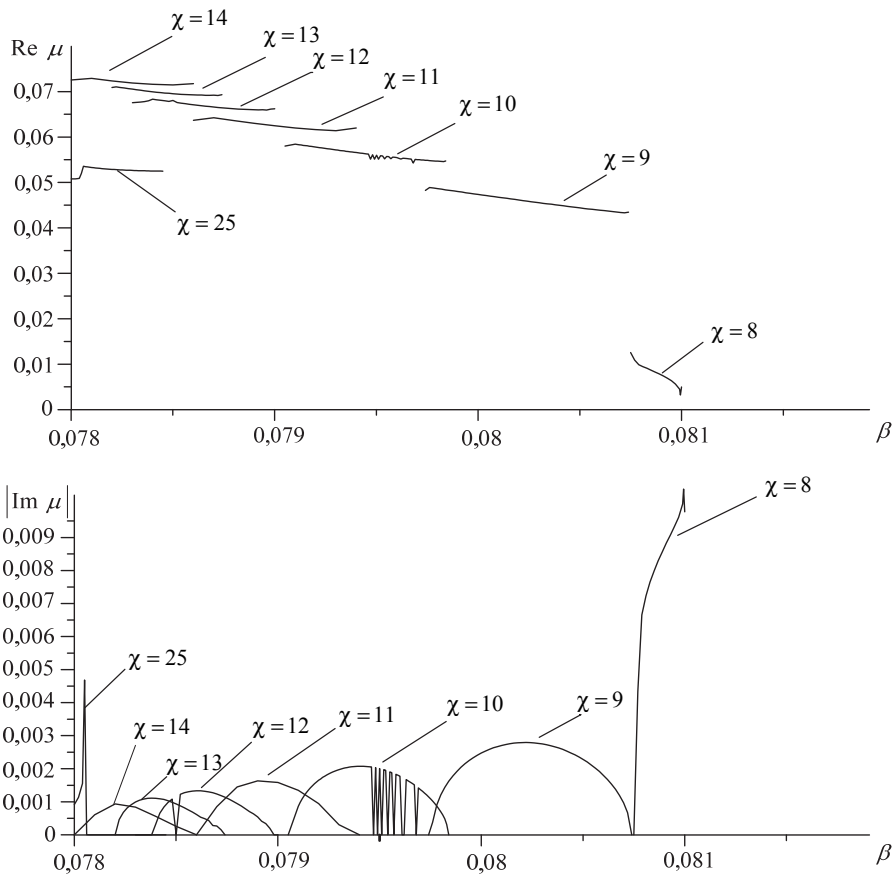 χ = 14
Re μ
χ = 13
χ = 12
χ = 11
0,07
χ = 10
0,06
χ = 9
0,05
χ = 25
0,04
0,03
0,02
χ = 8
0,01
0
0,078
0,079
0,08
0,081
β
|Im μ|
χ = 8
0,009
0,008
0,007
0,006
0,005
χ = 25
0,004
χ = 14
χ = 12
χ = 11
χ = 10
χ = 9
0,003
χ = 13
0,002
0,001
0
0,078
0,079
0,08
0,081
β